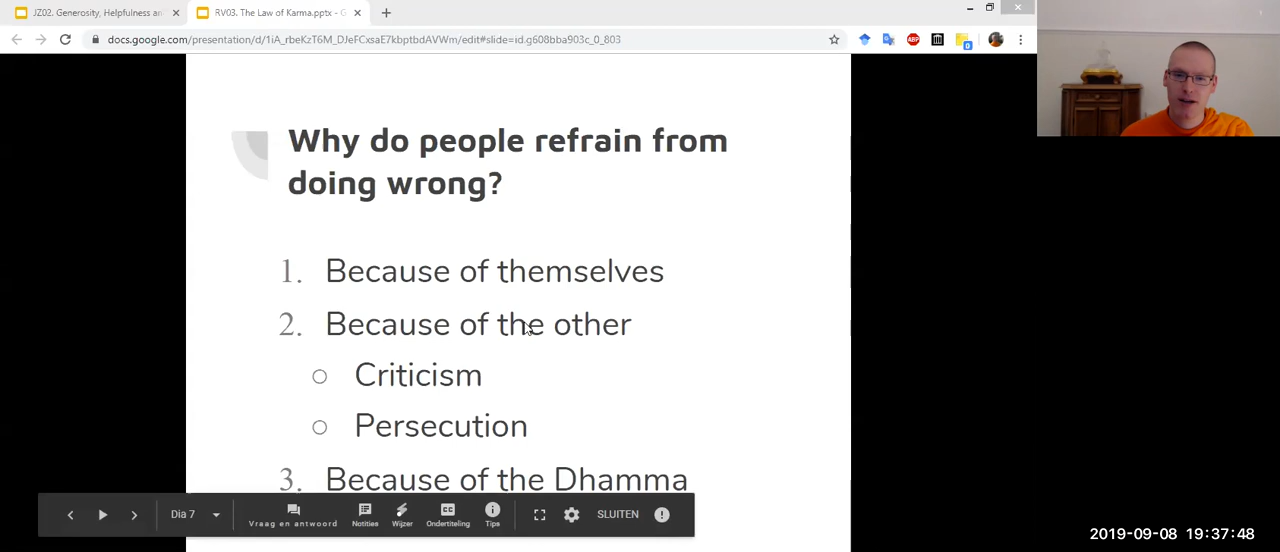 JZ02. Generosity, Helpfulness an
RV03. The Law of Karma.pptx - G
docs.google.com/presentation/d/1iA_rbeKzT6M_DJeFCxsaE7kbptbdAVWm/edit#slide=id.g608bba903c_0_803
ABP
Why do people refrain from
doing wrong?
1. Because of themselves
2. Because of the other
○ Criticism
○ Persecution
3. Because of the Dhamma
Dia 7
Vraag en antwoord
Notities
Wijzer
Ondertiteling
Tips
SLUITEN
2019-09-08 19:37:48